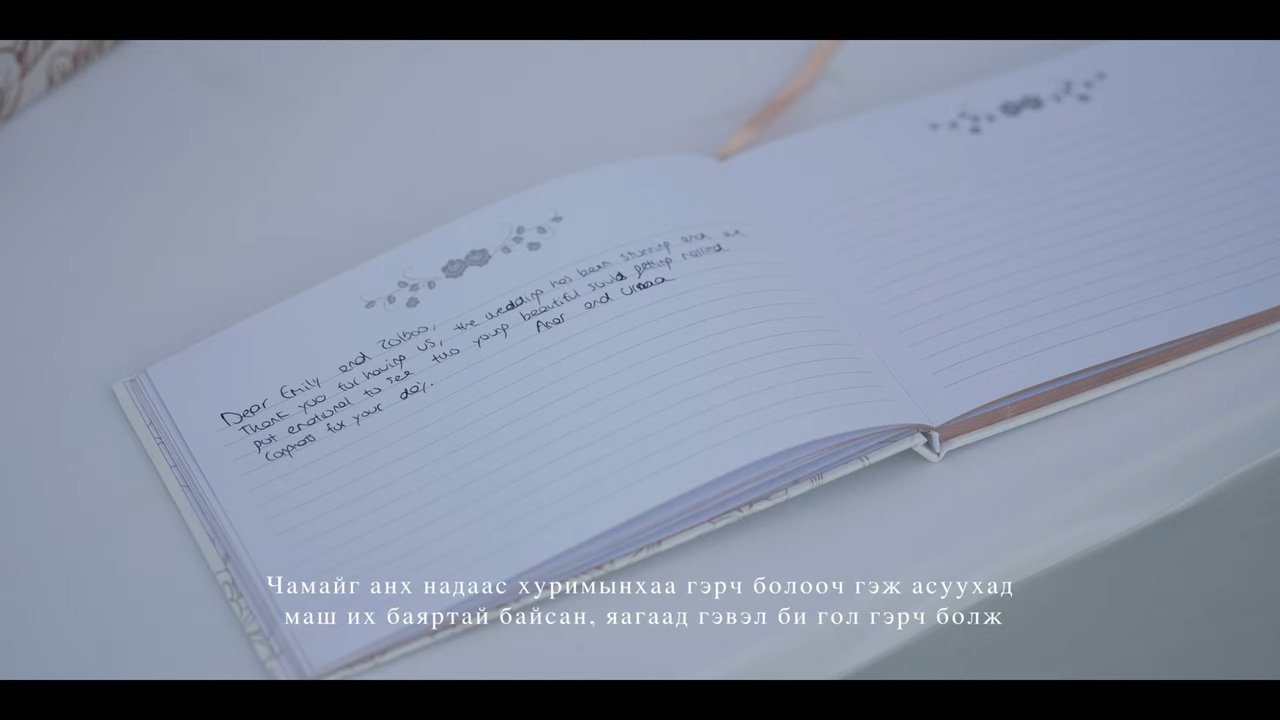 Dear Emily and Zolboo,
Thank you for having us, the wedding has been stunning and we
put emotional to see two young beautiful souls getting
Congrats for your day. Anar and Uranaa
Чамайг анх надаас хуримынхаа гэрч болооч гэж асуухад
маш их баяртай байсан, яагаад гэвэл би гол гэрч болж